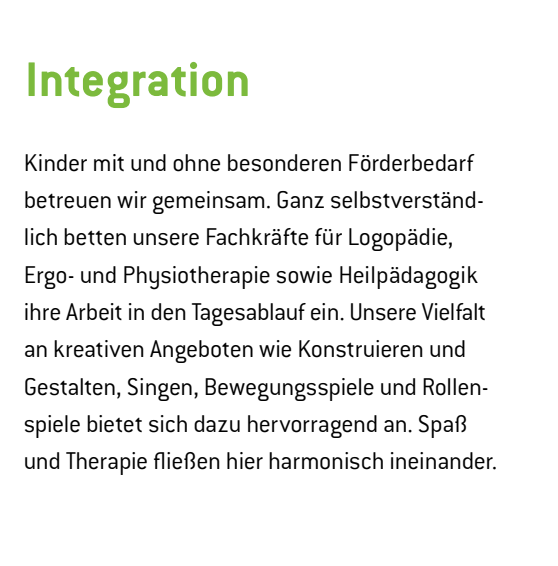 Integration
Kinder mit und ohne besonderen Förderbedarf
betreuen wir gemeinsam. Ganz selbstverständ-
lich betten unsere Fachkräfte für Logopädie,
Ergo- und Physiotherapie sowie Heilpädagogik
ihre Arbeit in den Tagesablauf ein. Unsere Vielfalt
an kreativen Angeboten wie Konstruieren und
Gestalten, Singen, Bewegungsspiele und Rollen-
spiele bietet sich dazu hervorragend an. Spaß
und Therapie fließen hier harmonisch ineinander.